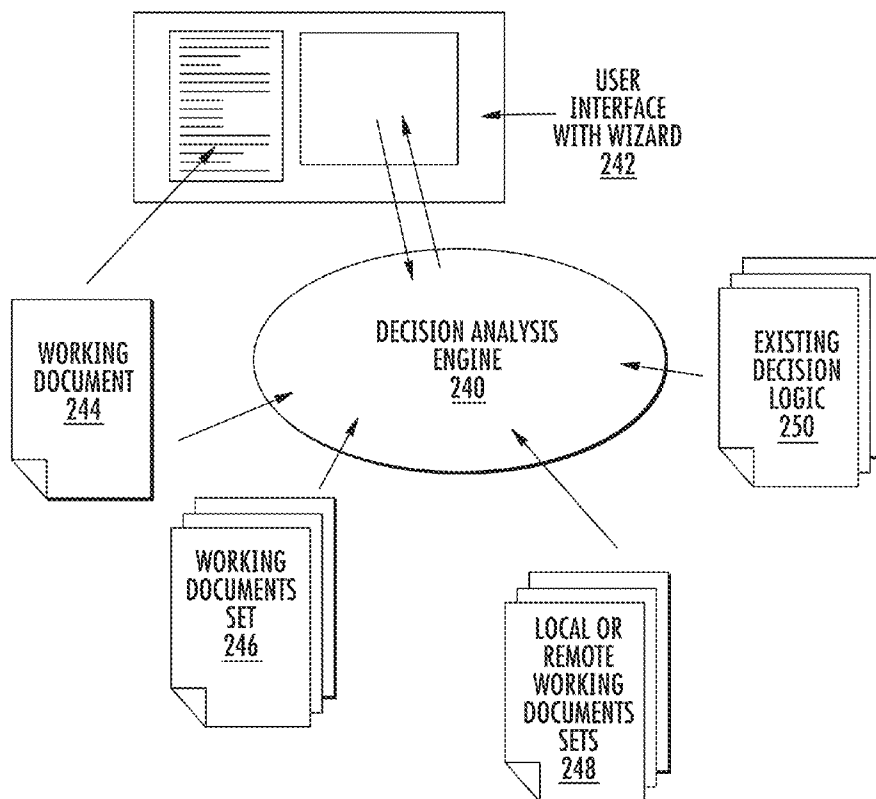 USER
INTERFACE
WITH WIZARD
242
DECISION ANALYSIS
ENGINE
240
WORKING
DOCUMENT
244
EXISTING
DECISION
LOGIC
250
WORKING
DOCUMENTS
SET
246
LOCAL OR
REMOTE
WORKING
DOCUMENTS
SETS
248